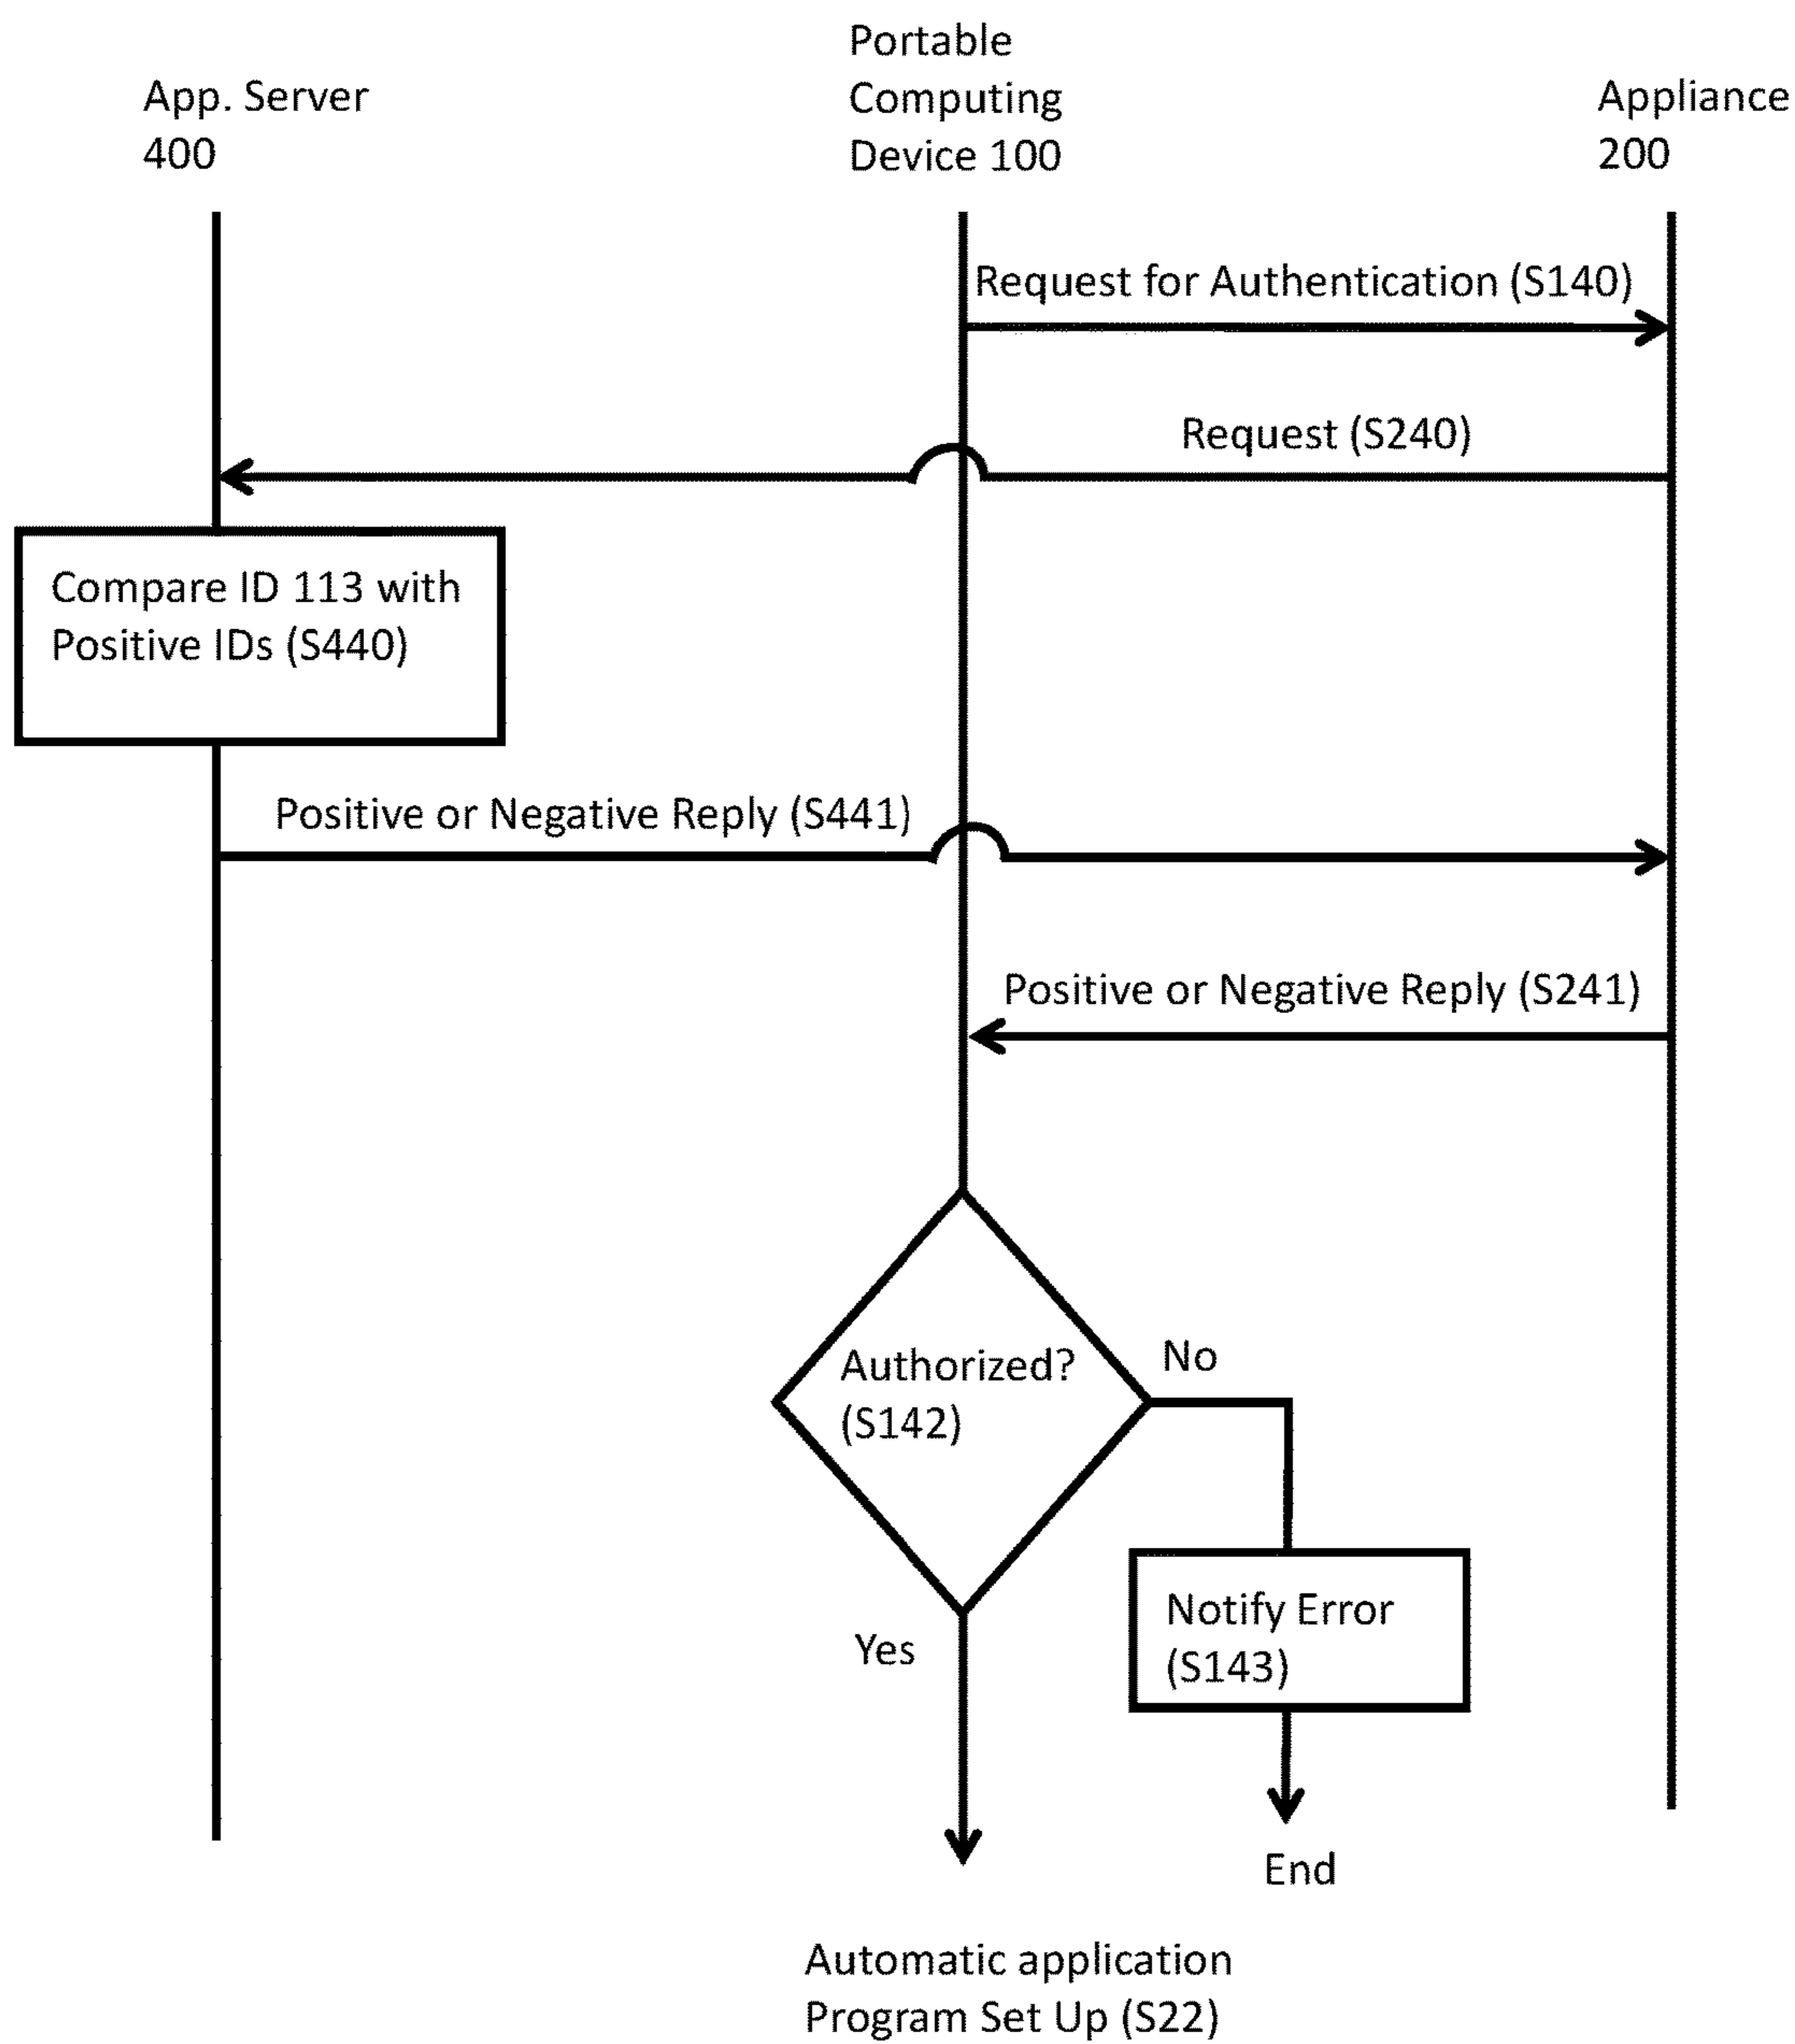 App. Server
400
Portable
Computing
Device 100
Appliance
200
Request for Authentication (S140)
Request (S240)
Compare ID 113 with
Positive IDs (S440)
Positive or Negative Reply (S441)
Positive or Negative Reply (S241)
Authorized?
(S142)
No
Notify Error
(S143)
Yes
End
Automatic application
Program Set Up (S22)